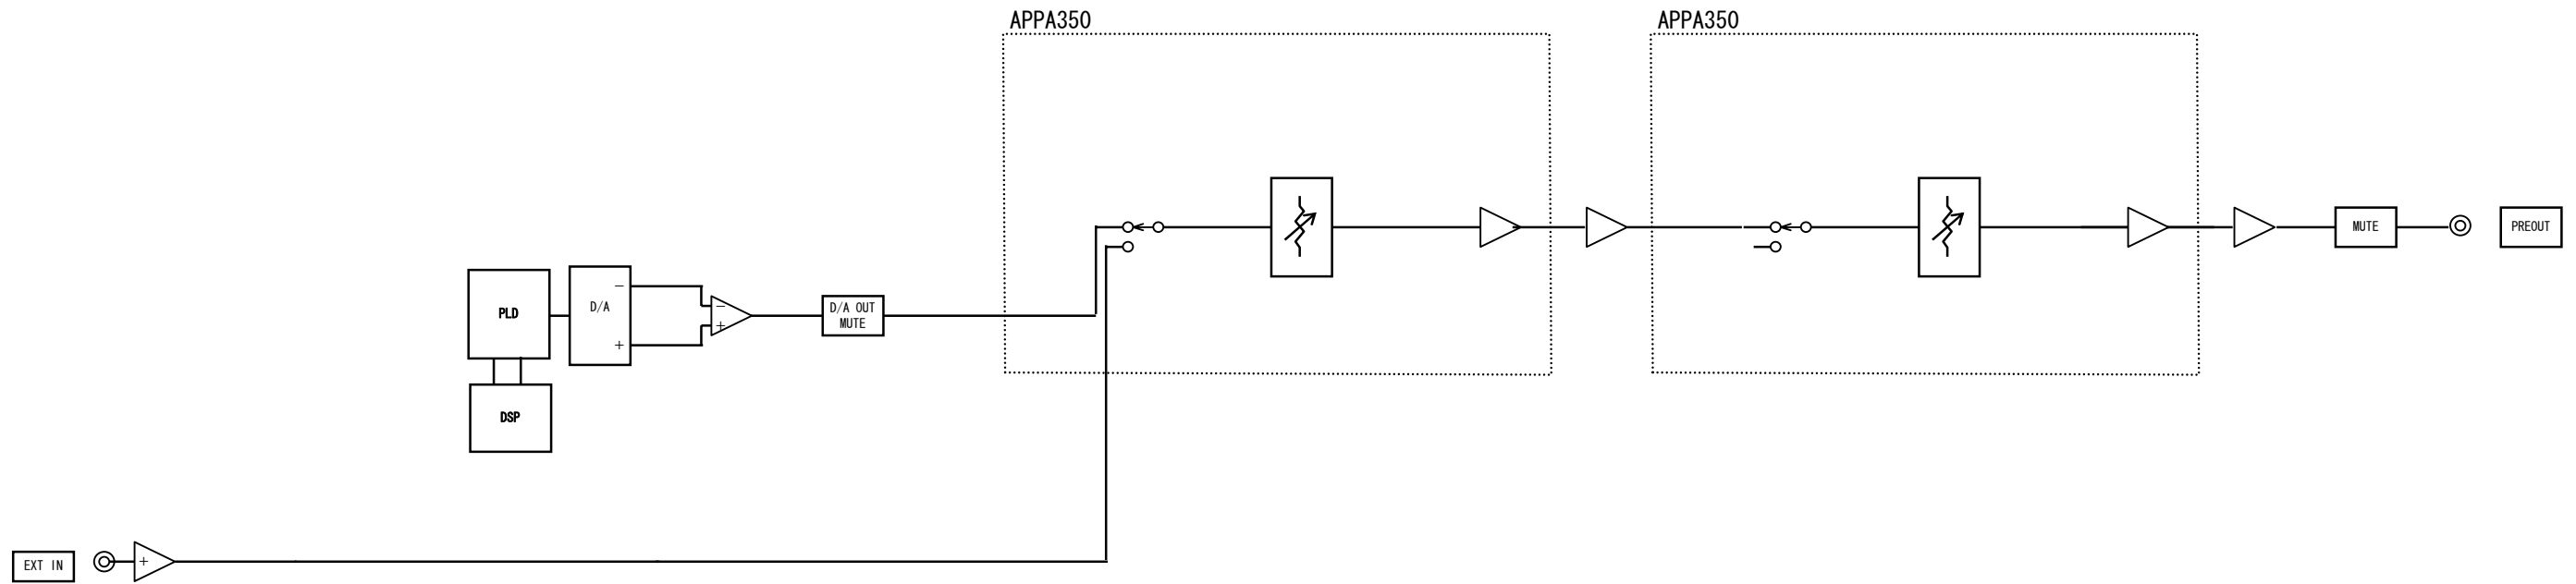 APPA350
APPA350
MUTE
PREOUT
−
D/A
PLD
−
D/A OUT
MUTE
+
+
DSP
EXT IN
+